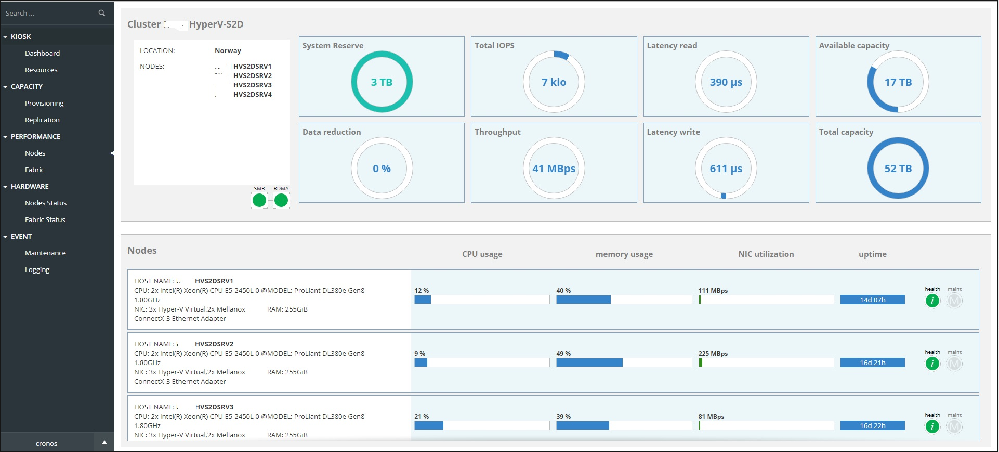 Search ...
KIOSK
Dashboard
Resources
CAPACITY
Provisioning
Replication
PERFORMANCE
Nodes
Fabric
HARDWARE
Nodes Status
Fabric Status
EVENT
Maintenance
Logging
cronos
Cluster HyperV-S2D
LOCATION: Norway
NODES: HVS2DSRV1
HVS2DSRV2
HVS2DSRV3
HVS2DSRV4
SMB RDMA
System Reserve
3 TB
Total IOPS
7 kio
Latency read
390 µs
Available capacity
17 TB
Data reduction
0 %
Throughput
41 MBps
Latency write
611 µs
Total capacity
52 TB
Nodes
CPU usage memory usage NIC utilization uptime
HOST NAME: HVS2DSRV1
CPU: 2x Intel(R) Xeon(R) CPU E5-2450L 0 @MODEL: ProLiant DL380e Gen8
1.80GHz
NIC: 3x Hyper-V Virtual,2x Mellanox RAM: 255GiB
ConnectX-3 Ethernet Adapter
12 %
40 %
111 MBps
14d 07h
health maint
i M
HOST NAME: HVS2DSRV2
CPU: 2x Intel(R) Xeon(R) CPU E5-2450L 0 @MODEL: ProLiant DL380e Gen8
1.80GHz
NIC: 3x Hyper-V Virtual,2x Mellanox RAM: 255GiB
ConnectX-3 Ethernet Adapter
9 %
49 %
225 MBps
16d 21h
health maint
i M
HOST NAME: HVS2DSRV3
CPU: 2x Intel(R) Xeon(R) CPU E5-2450L 0 @MODEL: ProLiant DL380e Gen8
1.80GHz
NIC: 3x Hyper-V Virtual,2x Mellanox RAM: 255GiB
21 %
39 %
81 MBps
16d 22h
health maint
i M